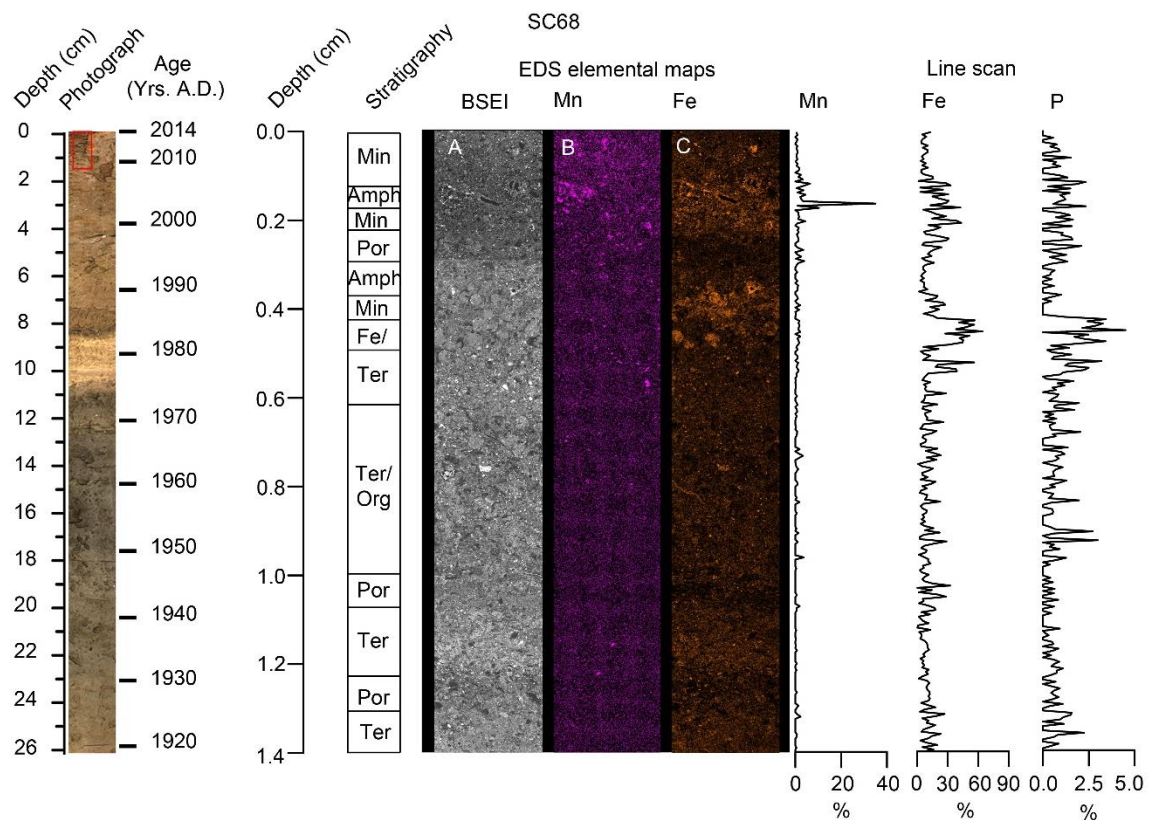 SC68
Depth (cm)
Photograph
Age
(Yrs. A.D.)
Depth (cm)
Stratigraphy
EDS elemental maps
Line scan
BSEI
Mn
Fe
Mn
Fe
P
0
2
4
6
8
10
12
14
16
18
20
22
24
26
2014
2010
2000
1990
1980
1970
1960
1950
1940
1930
1920
0.0
0.2
0.4
0.6
0.8
1.0
1.2
1.4
Min
Amph
Min
Por
Amph
Min
Fe/
Ter
Ter/
Org
Por
Ter
Por
Ter
A
B
C
0 20 40
%
0 30 60 90
%
0.0 2.5 5.0
%